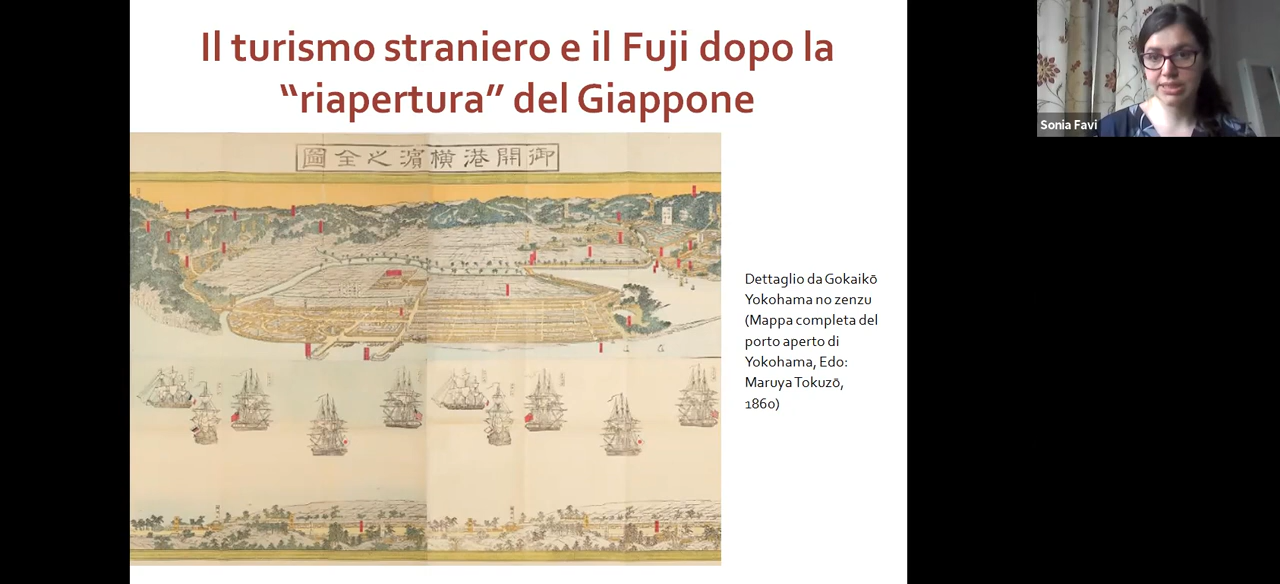 Il turismo straniero e il Fuji dopo la
“riapertura” del Giappone
御開港横濵之全圖
Dettaglio da Gokaikō
Yokohama no zenzu
(Mappa completa del
porto aperto di
Yokohama, Edo:
Maruya Tokuzō,
1860)
Sonia Favi